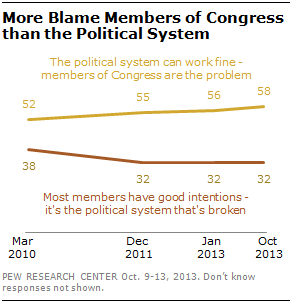 More Blame Members of Congress
than the Political System
The political system can work fine -
members of Congress are the problem
52 55 56 58
38 32 32 32
Most members have good intentions -
it's the political system that's broken
Mar 2010 Dec 2011 Jan 2013 Oct 2013
PEW RESEARCH CENTER Oct. 9-13, 2013. Don't know
responses not shown.